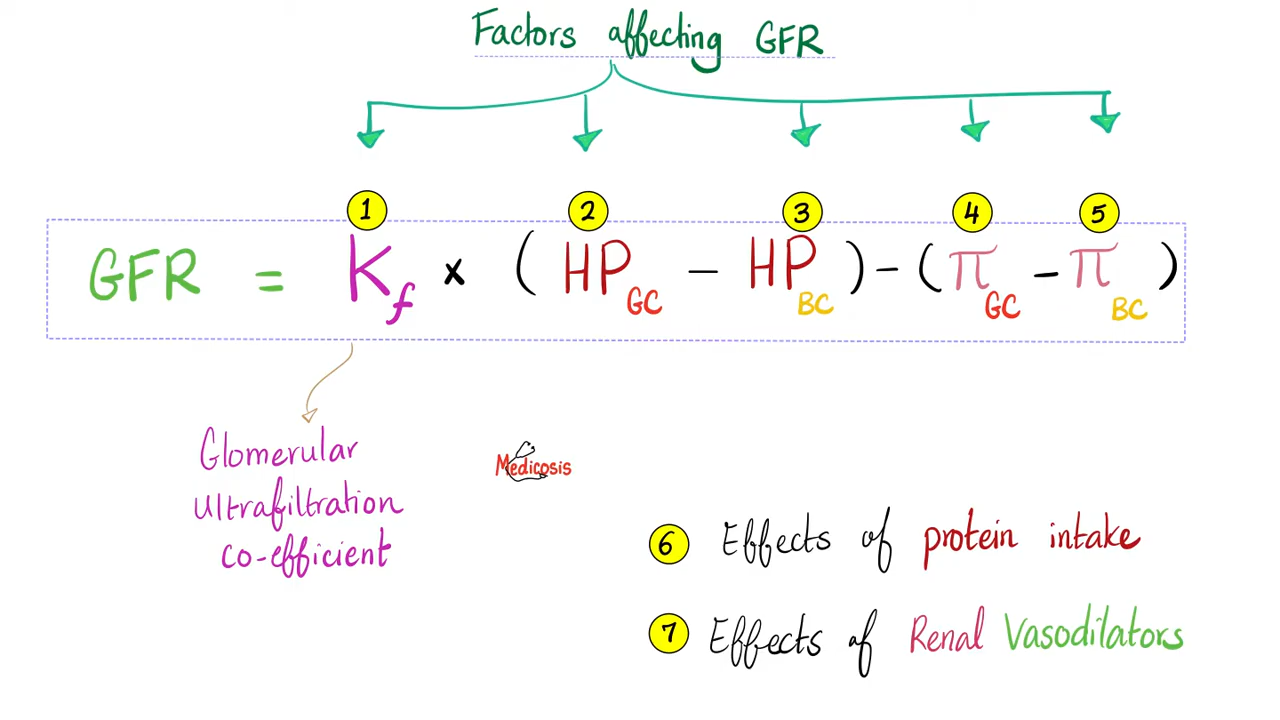 Factors affecting GFR
1 2 3 4 5
GFR = Kf × (HPGC − HPBC) − (πGC − πBC)
Glomerular
Ultrafiltration
co-efficient
Medicosis
6 Effects of protein intake
7 Effects of Renal Vasodilators